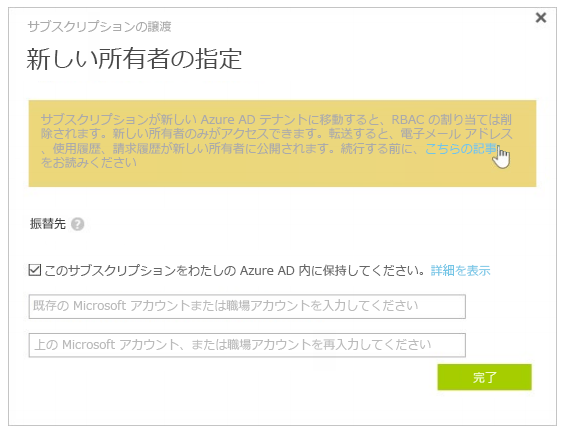 サブスクリプションの譲渡
新しい所有者の指定
サブスクリプションが新しい Azure AD テナントに移動すると、RBAC の割り当ては削
除されます。新しい所有者のみがアクセスできます。転送すると、電子メール アドレス
、使用履歴、請求履歴が新しい所有者に公開されます。続行する前に、こちらの記事
をお読みください
振替先 ?
このサブスクリプションをわたしの Azure AD 内に保持してください。詳細を表示
既存の Microsoft アカウントまたは職場アカウントを入力してください
上の Microsoft アカウント、または職場アカウントを再入力してください
完了